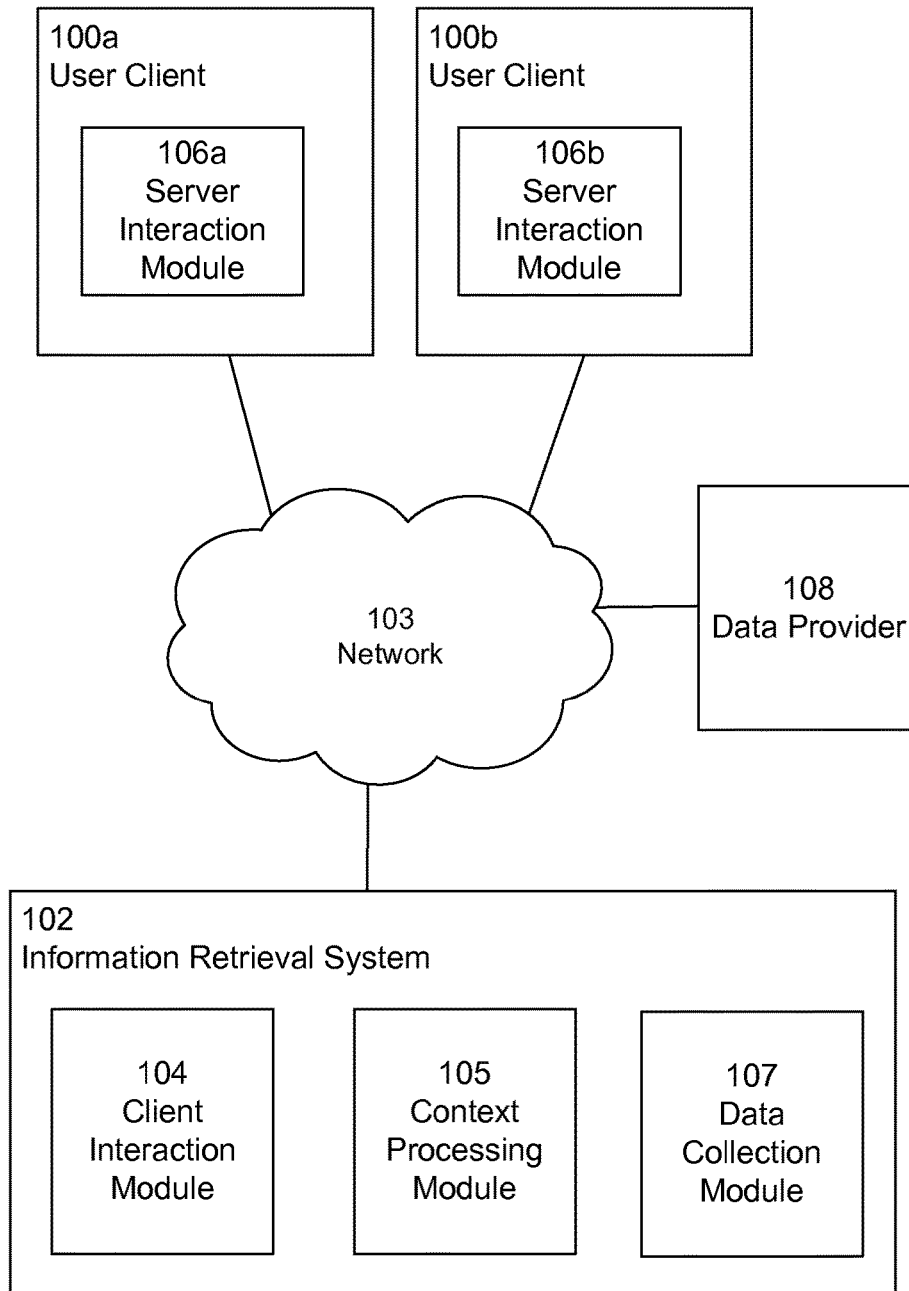 100a
User Client
106a
Server
Interaction
Module
100b
User Client
106b
Server
Interaction
Module
103
Network
108
Data Provider
102
Information Retrieval System
104
Client
Interaction
Module
105
Context
Processing
Module
107
Data
Collection
Module